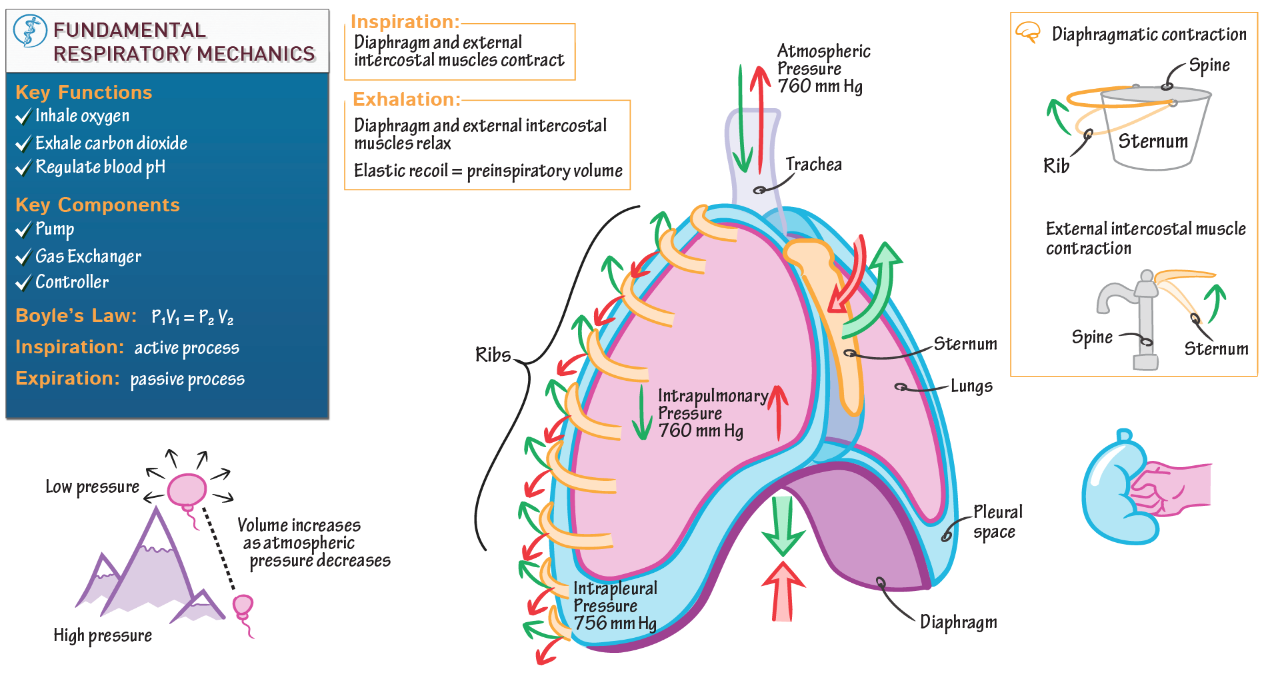 FUNDAMENTAL
RESPIRATORY MECHANICS
Key Functions
Inhale oxygen
Exhale carbon dioxide
Regulate blood pH
Key Components
Pump
Gas Exchanger
Controller
Boyle's Law: P₁V₁ = P₂ V₂
Inspiration: active process
Expiration: passive process
Inspiration:
Diaphragm and external
intercostal muscles contract
Exhalation:
Diaphragm and external intercostal
muscles relax
Elastic recoil = preinspiratory volume
Atmospheric
Pressure
760 mm Hg
Trachea
Ribs
Sternum
Lungs
Intrapulmonary
Pressure
760 mm Hg
Pleural
space
Intrapleural
Pressure
756 mm Hg
Diaphragm
Low pressure
Volume increases
as atmospheric
pressure decreases
High pressure
Diaphragmatic contraction
Spine
Sternum
Rib
External intercostal muscle
contraction
Spine
Sternum